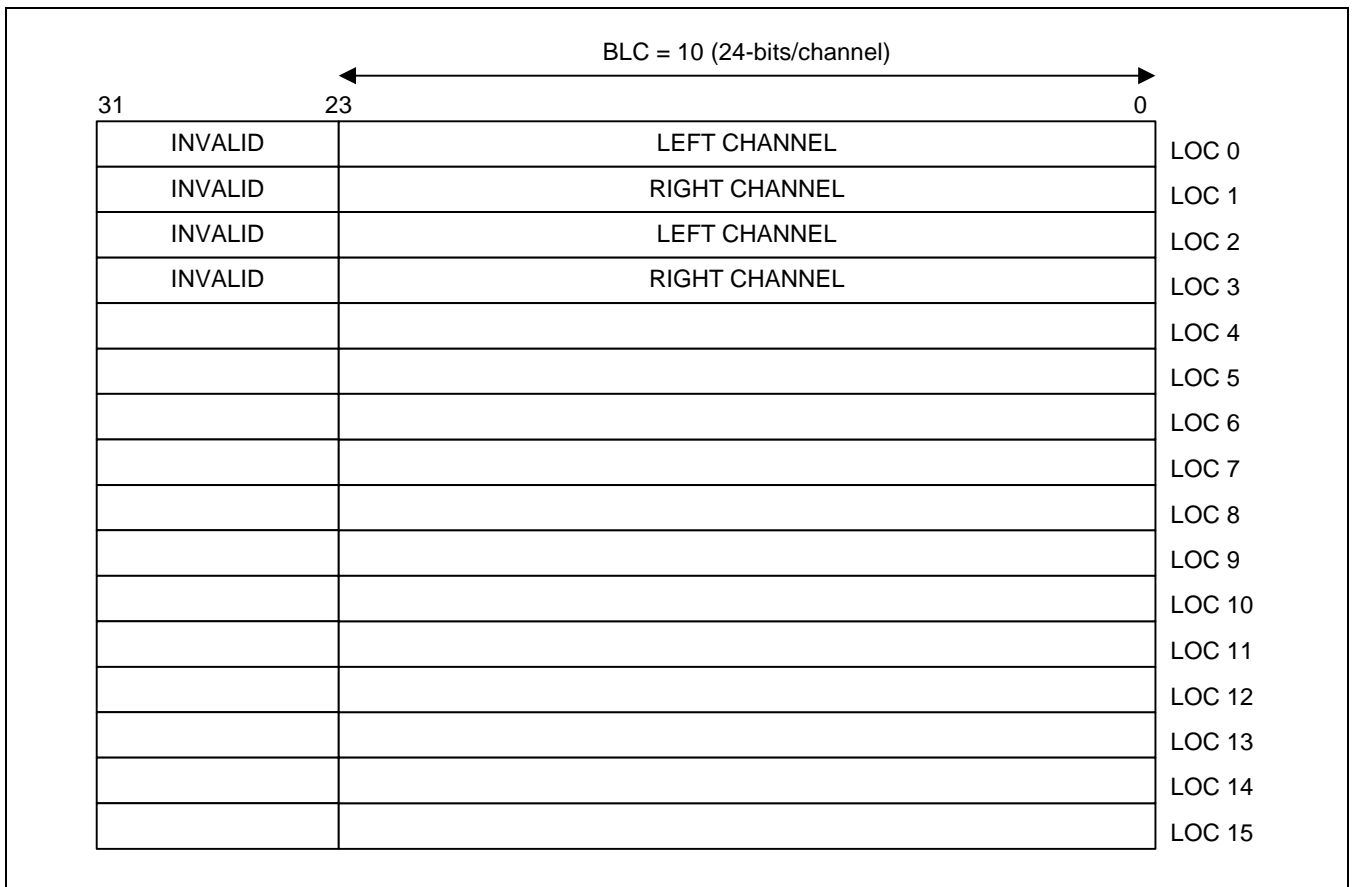 BLC = 10 (24-bits/channel)
31 23 0
INVALID LEFT CHANNEL LOC 0
INVALID RIGHT CHANNEL LOC 1
INVALID LEFT CHANNEL LOC 2
INVALID RIGHT CHANNEL LOC 3
LOC 4
LOC 5
LOC 6
LOC 7
LOC 8
LOC 9
LOC 10
LOC 11
LOC 12
LOC 13
LOC 14
LOC 15